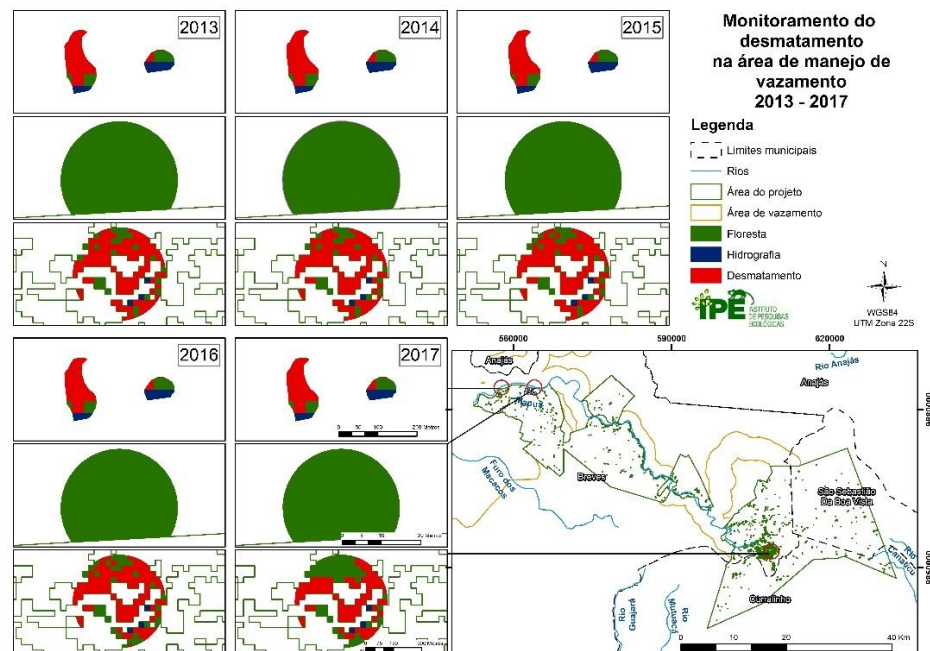 2013
2014
2015
Monitoramento do
desmatamento
na área de manejo de
vazamento
2013 - 2017
Legenda
Limites municipais
Rios
Área do projeto
Área de vazamento
Floresta
Hidrografia
Desmatamento
IPÊ INSTITUTO
DE PESQUISAS
ECOLÓGICAS
WGS84
UTM Zona 22S
2016
2017
560000
590000
620000
Anajás
Rio Anajás
Anajás
Mapuá
Furo dos
Macacos
Breves
São Sebastião
Da Boa Vista
Curralinho
Rio
Guajará
Rio
10
20
40 Km